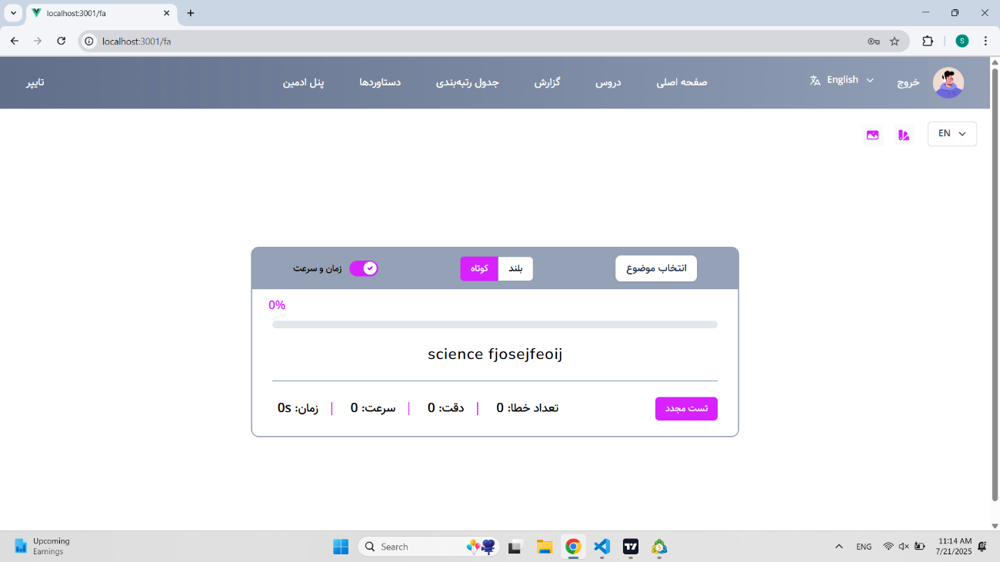 localhost:3001/fa
localhost:3001/fa
S
تایپر
پنل ادمین
دستاوردها
جدول رتبه‌بندی
گزارش
دروس
صفحه اصلی
English
خروج
EN
زمان و سرعت
کوتاه
بلند
انتخاب موضوع
0%
science fjosejfeoij
زمان: 0s
سرعت: 0
دقت: 0
تعداد خطا: 0
تست مجدد
Upcoming
Earnings
Search
ENG
11:14 AM
7/21/2025